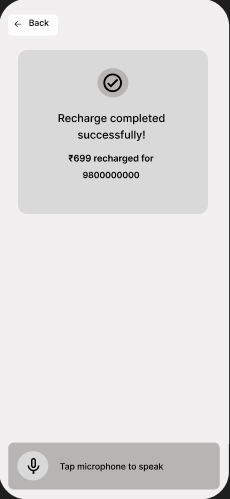 Back
Recharge completed
successfully!
₹699 recharged for
9800000000
Tap microphone to speak